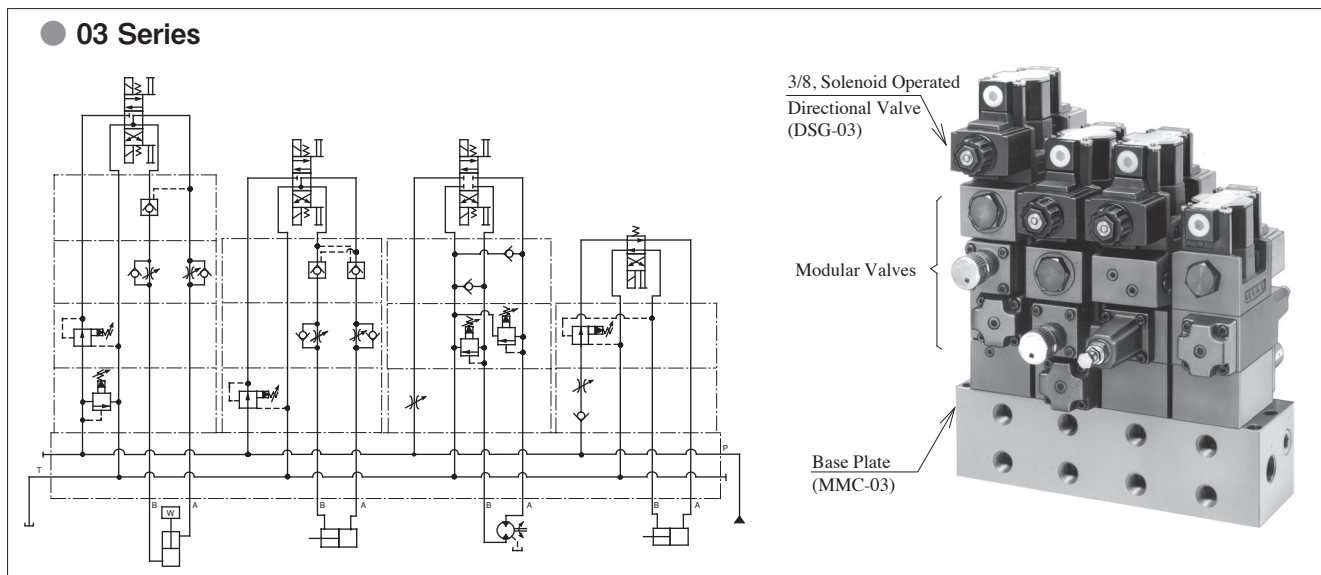 03 Series
3/8, Solenoid Operated
Directional Valve
(DSG-03)
Modular Valves
Base Plate
(MMC-03)
P
T
B
A
B
A
B
A
B
A
W